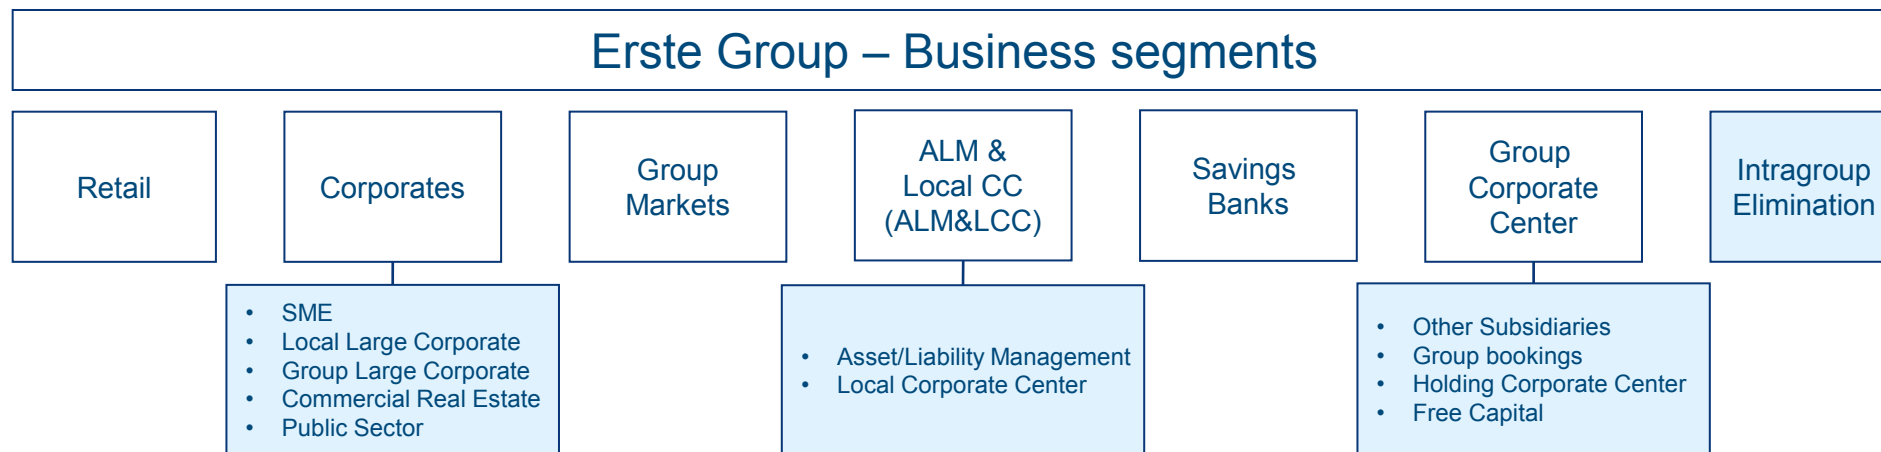 Erste Group – Business segments
Retail
Corporates
Group
Markets
ALM &
Local CC
(ALM&LCC)
Savings
Banks
Group
Corporate
Center
Intragroup
Elimination
• SME
• Local Large Corporate
• Group Large Corporate
• Commercial Real Estate
• Public Sector
• Asset/Liability Management
• Local Corporate Center
• Other Subsidiaries
• Group bookings
• Holding Corporate Center
• Free Capital